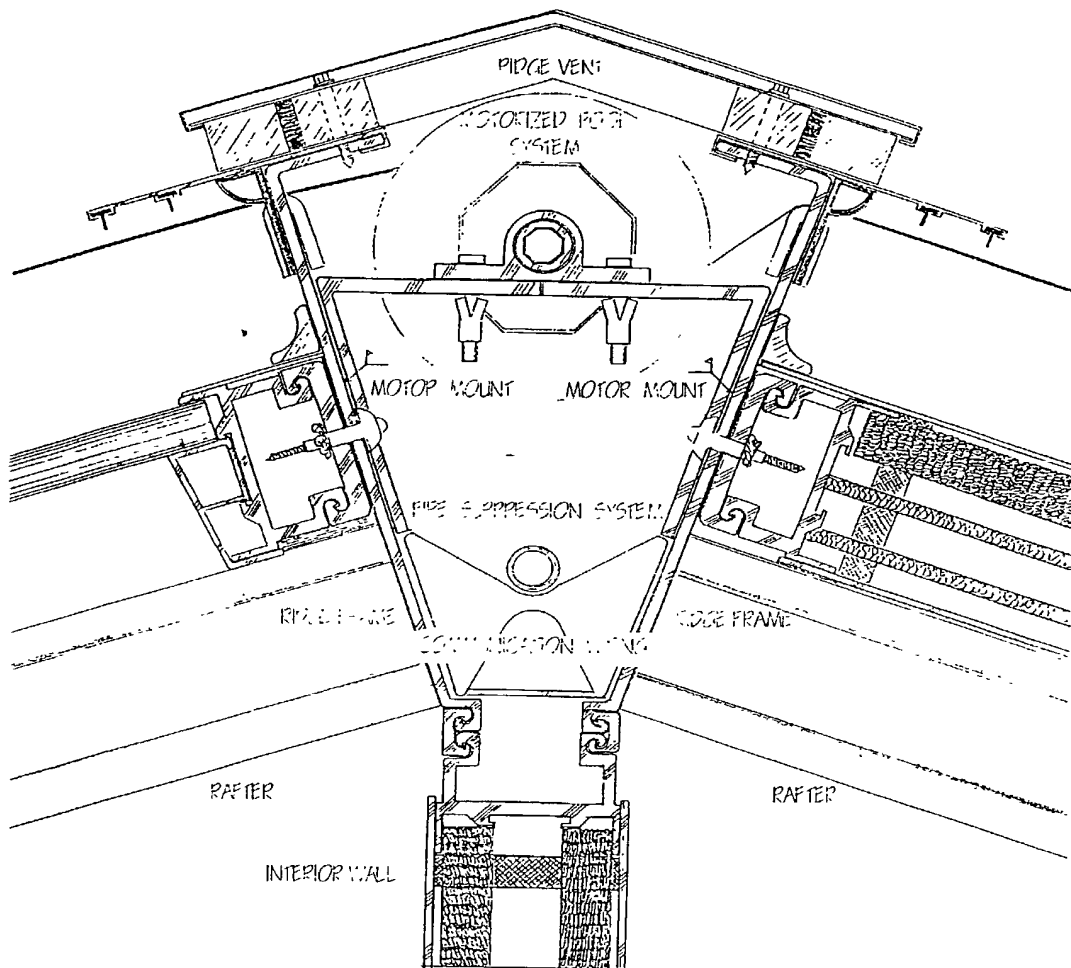 RIDGE VENT
MOTORIZED ROOF
SYSTEM
MOTOR MOUNT
MOTOR MOUNT
FIRE SUPPRESSION SYSTEM
RIDGE FRAME
RIDGE FRAME
COMMUNICATION WIRING
RAFTER
RAFTER
INTERIOR WALL